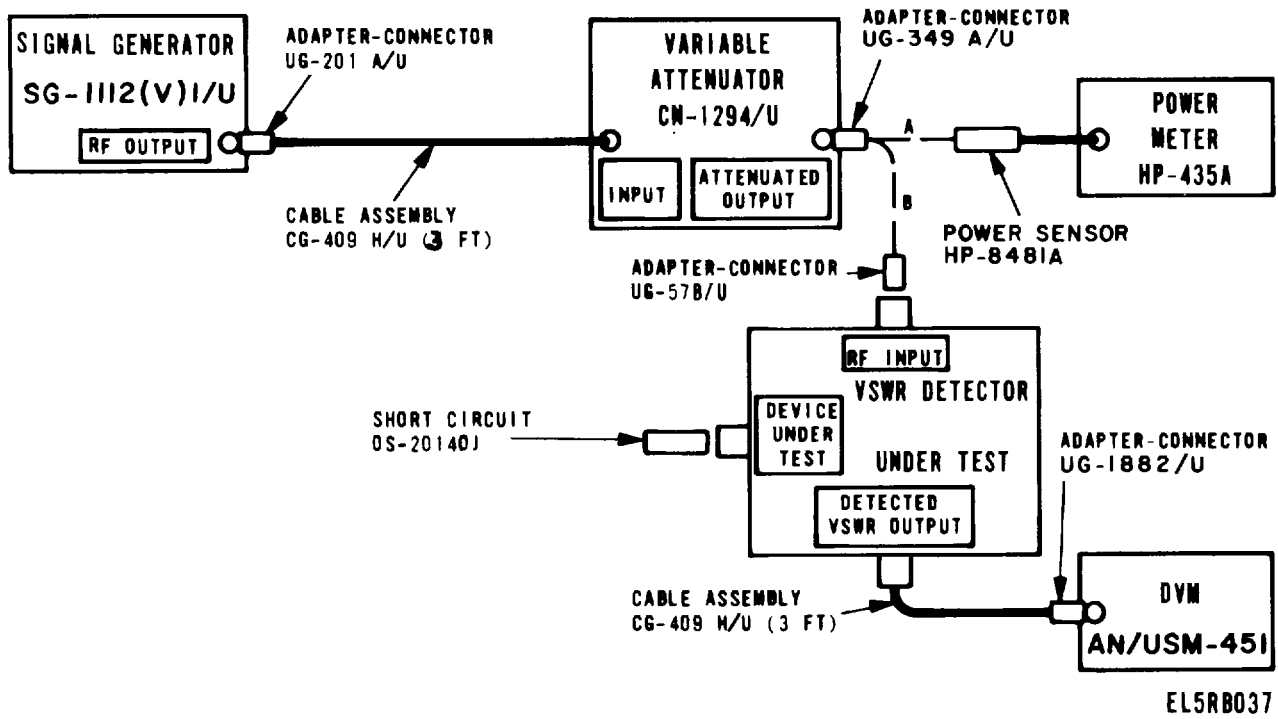 SIGNAL GENERATOR
SG-1112(V)1/U
RF OUTPUT
ADAPTER-CONNECTOR
UG-201 A/U
CABLE ASSEMBLY
CG-409 H/U (3 FT)
VARIABLE
ATTENUATOR
CN-1294/U
INPUT
ATTENUATED
OUTPUT
ADAPTER-CONNECTOR
UG-349 A/U
A
B
POWER
METER
HP-435A
POWER SENSOR
HP-8481A
ADAPTER-CONNECTOR
UG-57B/U
RF INPUT
VSWR DETECTOR
DEVICE
UNDER
TEST
UNDER TEST
DETECTED
VSWR OUTPUT
SHORT CIRCUIT
OS-20140J
ADAPTER-CONNECTOR
UG-1882/U
CABLE ASSEMBLY
CG-409 H/U (3 FT)
DVM
AN/USM-451
EL5RB037